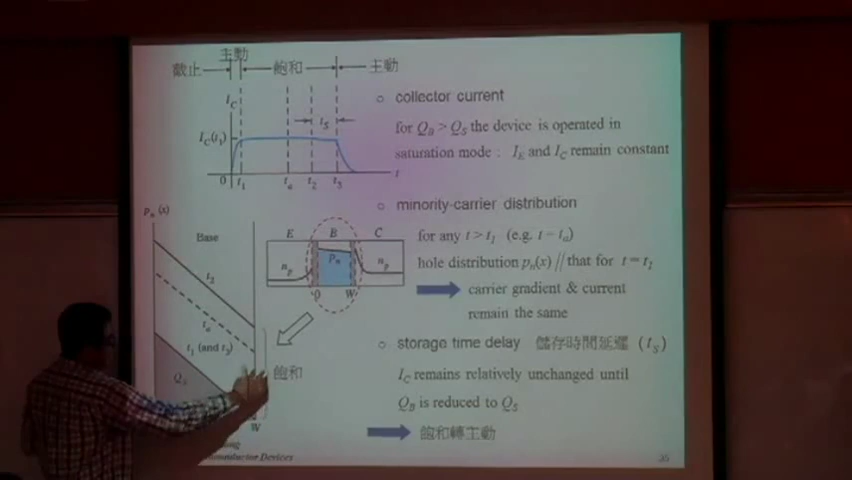 主動
截止 飽和 主動
I_C
t_S
I_C(t_1)
0 t_1 t_a t_2 t_3 t
○ collector current
for Q_B > Q_S the device is operated in
saturation mode : I_E and I_C remain constant
○ minority-carrier distribution
for any t > t_1 (e.g. t = t_a)
hole distribution p_n(x) // that for t = t_1
carrier gradient & current
remain the same
○ storage time delay 儲存時間延遲 (t_S)
I_C remains relatively unchanged until
Q_B is reduced to Q_S
飽和轉主動
p_n (x)
Base
t_2
t_a
t_1 (and t_3)
Q_S
飽和
W
E B C
n_p p_n n_p
0 W
Devices
35